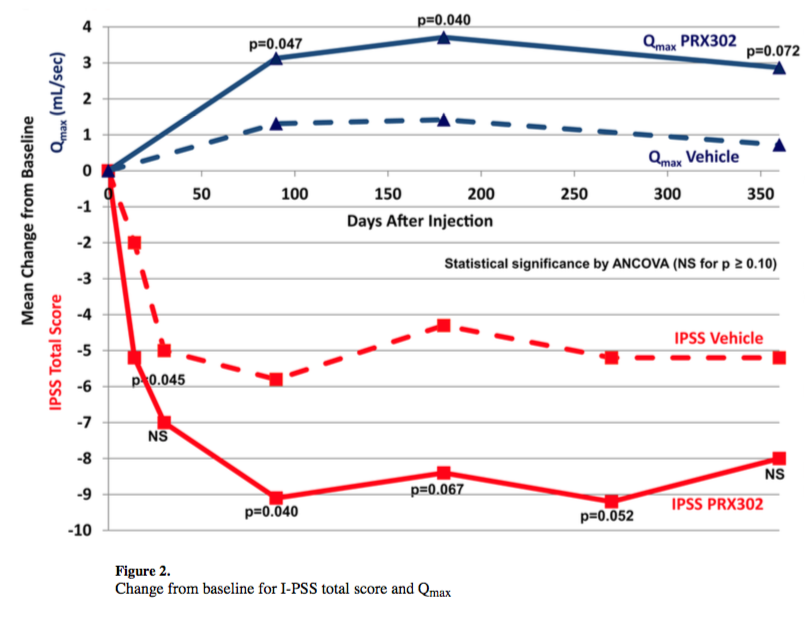 4
3
2
1
0
-1
-2
-3
-4
-5
-6
-7
-8
-9
-10
Mean Change from Baseline
Qmax (mL/sec)
IPSS Total Score
p=0.047
p=0.040
Qmax PRX302
p=0.072
Qmax Vehicle
0 50 100 150 200 250 300 350
Days After Injection
Statistical significance by ANCOVA (NS for p ≥ 0.10)
IPSS Vehicle
p<0.045
NS
p=0.040
p=0.067
p=0.052
IPSS PRX302
NS
Figure 2.
Change from baseline for I-PSS total score and Qmax